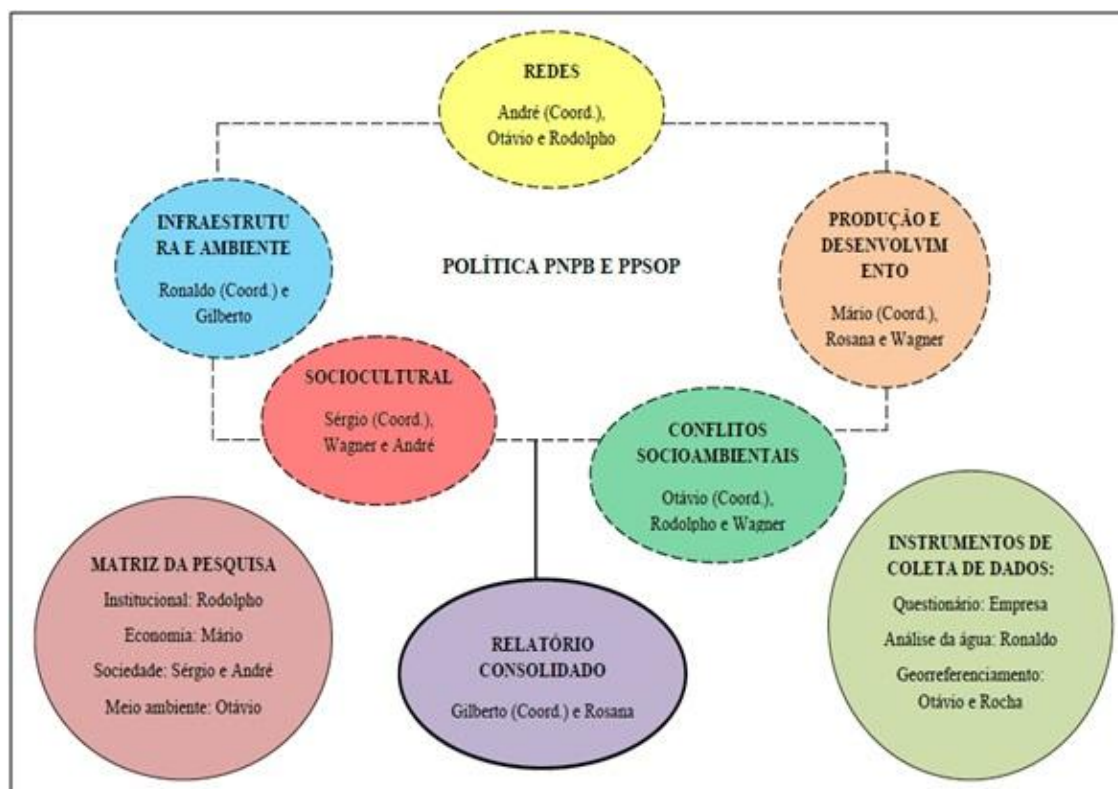 REDES
André (Coord.),
Otávio e Rodolpho
INFRAESTRUTU
RA E AMBIENTE
Ronaldo (Coord.) e
Gilberto
POLÍTICA PNPB E PPSOP
PRODUÇÃO E
DESENVOLVIM
ENTO
Mário (Coord.),
Rosana e Wagner
SOCIOCULTURAL
Sérgio (Coord.),
Wagner e André
CONFLITOS
SOCIOAMBIENTAIS
Otávio (Coord.),
Rodolpho e Wagner
MATRIZ DA PESQUISA
Institucional: Rodolpho
Economia: Mário
Sociedade: Sérgio e André
Meio ambiente: Otávio
RELATÓRIO
CONSOLIDADO
Gilberto (Coord.) e Rosana
INSTRUMENTOS DE
COLETA DE DADOS:
Questionário: Empresa
Análise da água: Ronaldo
Georreferenciamento:
Otávio e Rocha